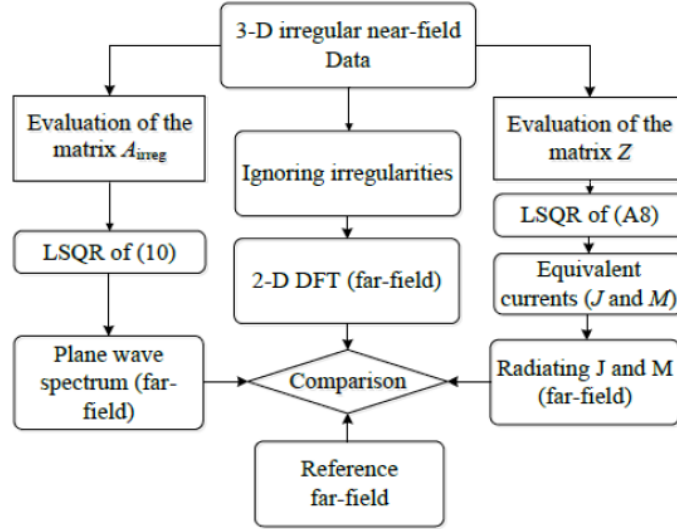 3-D irregular near-field
Data
Evaluation of the
matrix A_irreg
LSQR of (10)
Plane wave
spectrum (far-
field)
Ignoring irregularities
2-D DFT (far-field)
Comparison
Reference
far-field
Evaluation of the
matrix Z
LSQR of (A8)
Equivalent
currents (J and M)
Radiating J and M
(far-field)